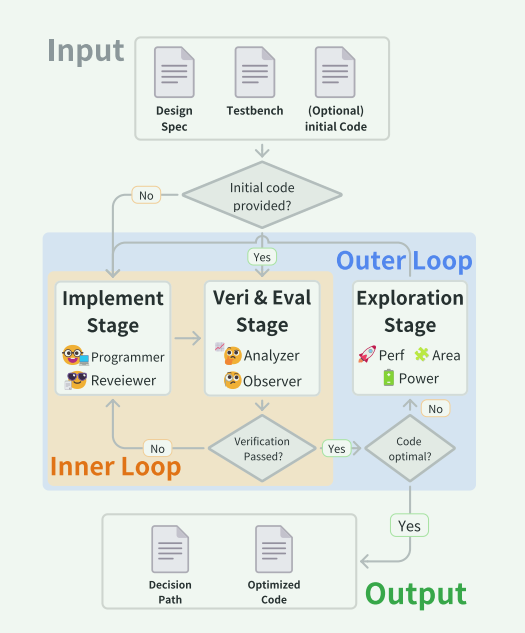 Input
Design
Spec
Testbench
(Optional)
initial Code
Initial code
provided?
No
Yes
Outer Loop
Implement
Stage
Programmer
Reveiewer
Veri & Eval
Stage
Analyzer
Observer
Exploration
Stage
Perf
Area
Power
No
Verification
Passed?
No
Yes
Code
optimal?
Inner Loop
Yes
Decision
Path
Optimized
Code
Output